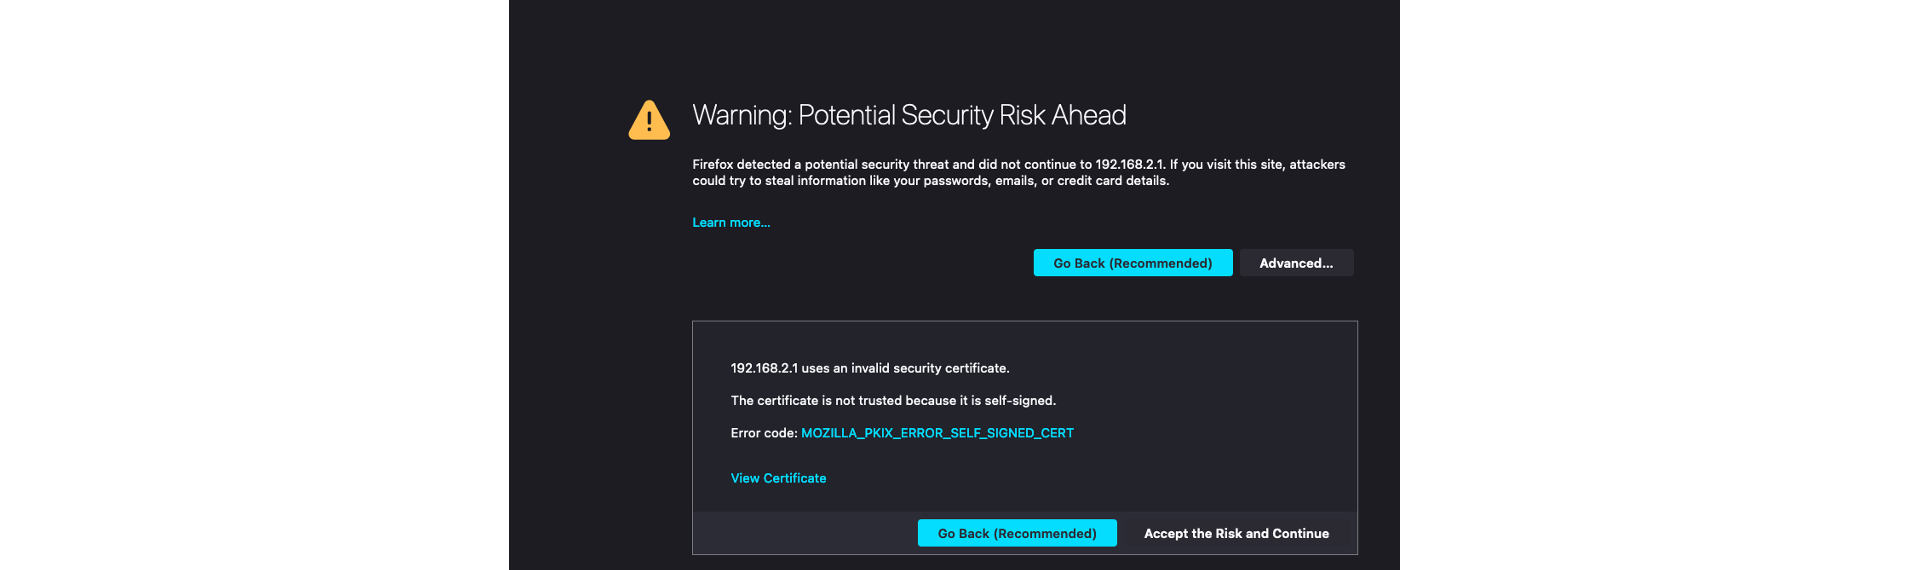 Warning: Potential Security Risk Ahead
Firefox detected a potential security threat and did not continue to 192.168.2.1. If you visit this site, attackers
could try to steal information like your passwords, emails, or credit card details.
Learn more...
Go Back (Recommended)
Advanced...
192.168.2.1 uses an invalid security certificate.
The certificate is not trusted because it is self-signed.
Error code: MOZILLA_PKIX_ERROR_SELF_SIGNED_CERT
View Certificate
Go Back (Recommended)
Accept the Risk and Continue